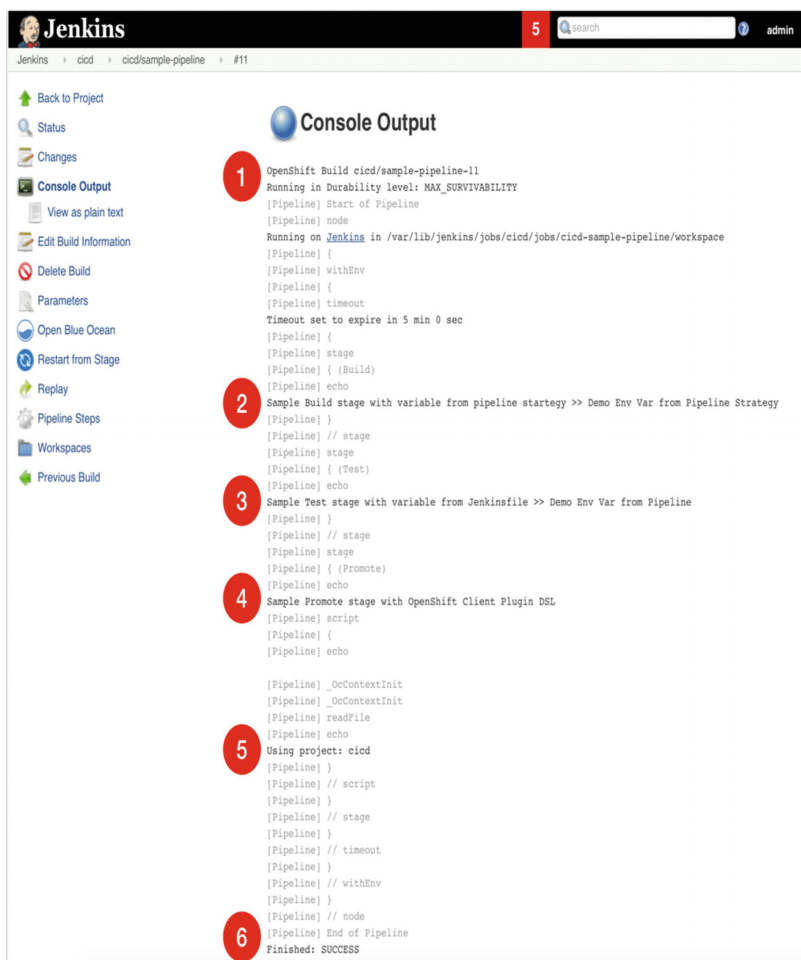 Jenkins
5
search
admin
Jenkins cicd cicd/sample-pipeline #11
Back to Project
Status
Changes
Console Output
View as plain text
Edit Build Information
Delete Build
Parameters
Open Blue Ocean
Restart from Stage
Replay
Pipeline Steps
Workspaces
Previous Build
Console Output
1
OpenShift Build cicd/sample-pipeline-11
Running in Durability level: MAX_SURVIVABILITY
[Pipeline] Start of Pipeline
[Pipeline] node
Running on Jenkins in /var/lib/jenkins/jobs/cicd/jobs/cicd-sample-pipeline/workspace
[Pipeline] {
[Pipeline] withEnv
[Pipeline] {
[Pipeline] timeout
Timeout set to expire in 5 min 0 sec
[Pipeline] {
[Pipeline] stage
[Pipeline] { (Build)
[Pipeline] echo
2
Sample Build stage with variable from pipeline startegy >> Demo Env Var from Pipeline Strategy
[Pipeline] }
[Pipeline] // stage
[Pipeline] stage
[Pipeline] { (Test)
[Pipeline] echo
3
Sample Test stage with variable from Jenkinsfile >> Demo Env Var from Pipeline
[Pipeline] }
[Pipeline] // stage
[Pipeline] stage
[Pipeline] { (Promote)
[Pipeline] echo
4
Sample Promote stage with OpenShift Client Plugin DSL
[Pipeline] script
[Pipeline] {
[Pipeline] echo
[Pipeline] _OcContextInit
[Pipeline] _OcContextInit
[Pipeline] readFile
[Pipeline] echo
5
Using project: cicd
[Pipeline] }
[Pipeline] // script
[Pipeline] }
[Pipeline] // stage
[Pipeline] }
[Pipeline] // timeout
[Pipeline] }
[Pipeline] // withEnv
[Pipeline] }
[Pipeline] // node
[Pipeline] End of Pipeline
6
Finished: SUCCESS